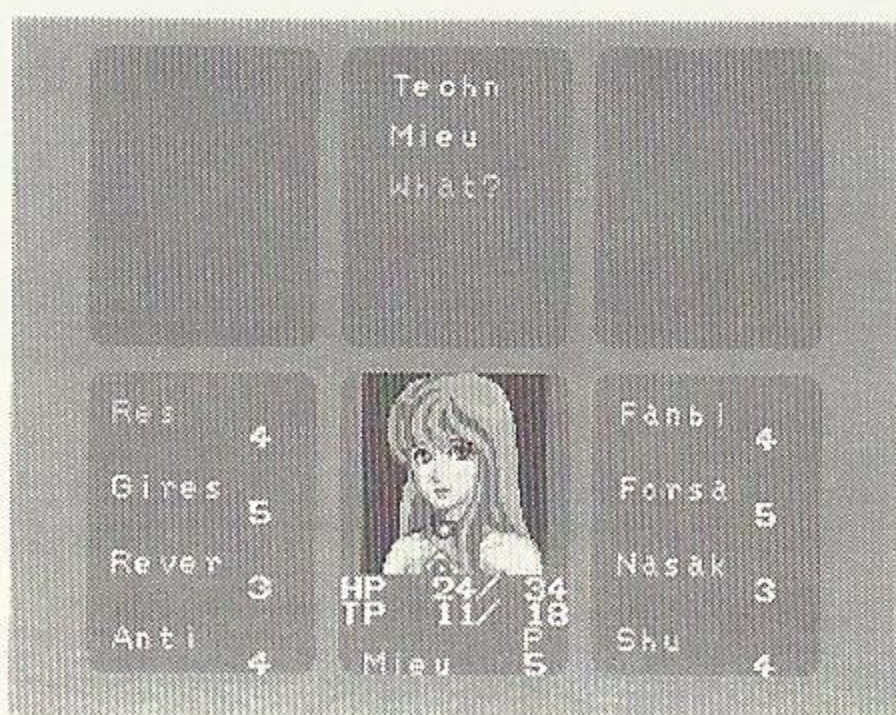 Techn
Mieu
What?
Res
4
Gires
5
Rever
3
Anti
4
HP 24/ 34
TP 11/ 18
P
Mieu 5
Fanbi
4
Forsa
5
Nasak
3
Shu
4